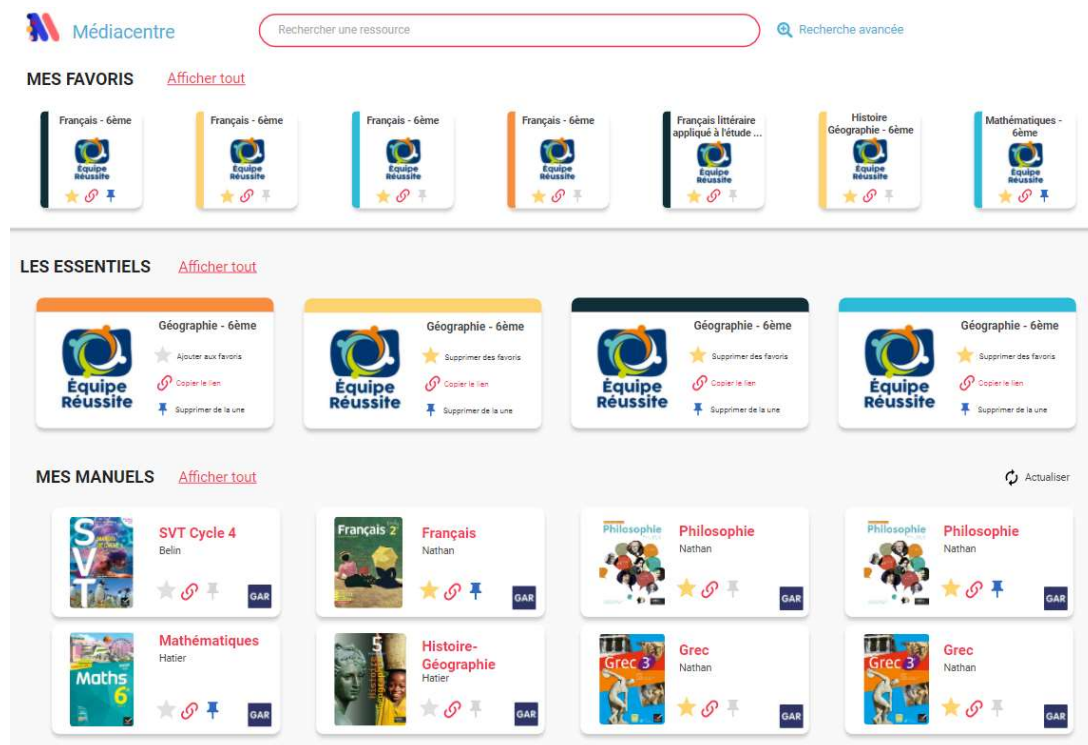 Médiacentre
Rechercher une ressource
Recherche avancée
MES FAVORIS Afficher tout
Français - 6ème
Équipe
Réussite
Français - 6ème
Équipe
Réussite
Français - 6ème
Équipe
Réussite
Français - 6ème
Équipe
Réussite
Français littéraire
appliqué à l'étude ...
Équipe
Réussite
Histoire
Géographie - 6ème
Équipe
Réussite
Mathématiques -
6ème
Équipe
Réussite
LES ESSENTIELS Afficher tout
Géographie - 6ème
Ajouter aux favoris
Copier le lien
Supprimer de la une
Équipe
Réussite
Géographie - 6ème
Supprimer des favoris
Copier le lien
Supprimer de la une
Équipe
Réussite
Géographie - 6ème
Supprimer des favoris
Copier le lien
Supprimer de la une
Équipe
Réussite
Géographie - 6ème
Supprimer des favoris
Copier le lien
Supprimer de la une
Équipe
Réussite
MES MANUELS Afficher tout
Actualiser
SVT
SVT Cycle 4
Belin
GAR
Français 2
Français
Nathan
GAR
Philosophie
Philosophie
Nathan
GAR
Philosophie
Philosophie
Nathan
GAR
Maths
6
Mathématiques
Hatier
GAR
5
Histoire
Géographie
Histoire-
Géographie
Hatier
GAR
Grec 3
Grec
Nathan
GAR
Grec 3
Grec
Nathan
GAR